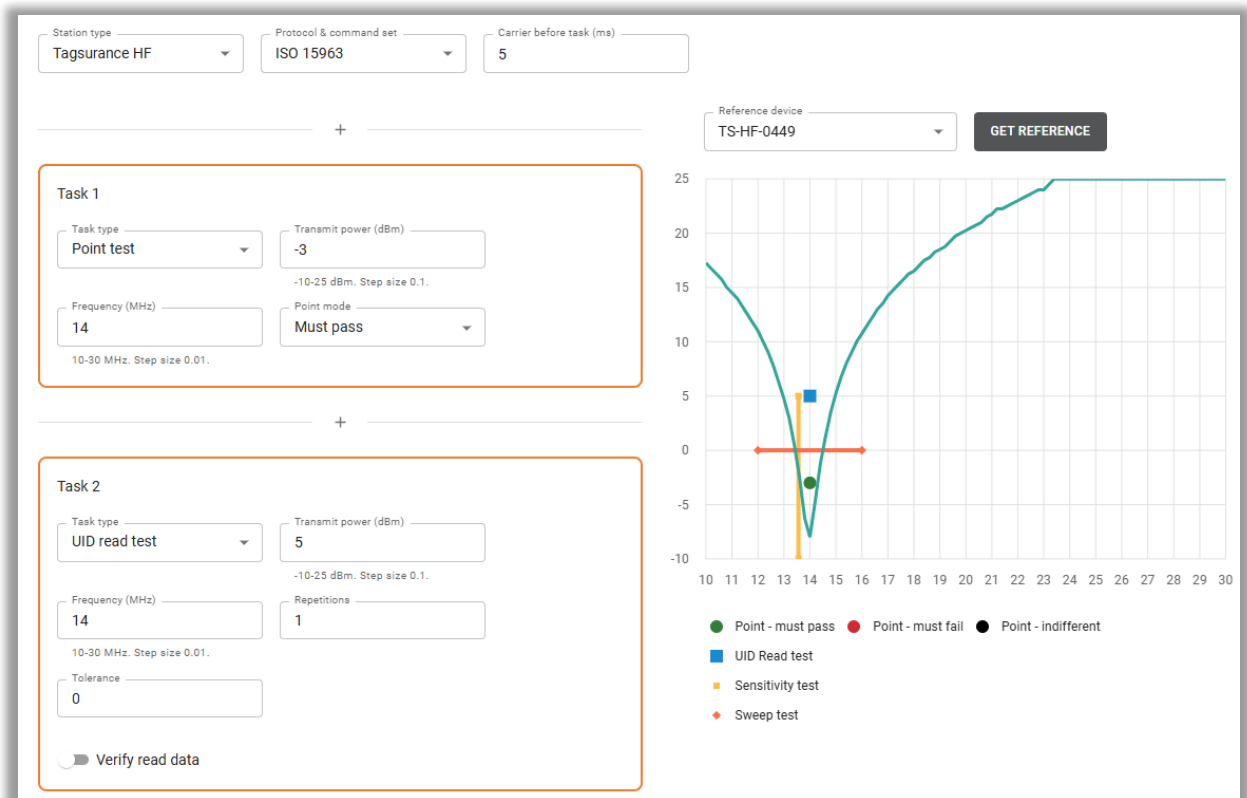 Station type
Tagsurance HF
Protocol & command set
ISO 15963
Carrier before task (ms)
5
+
Task 1
Task type
Point test
Transmit power (dBm)
-3
-10-25 dBm. Step size 0.1.
Frequency (MHz)
14
10-30 MHz. Step size 0.01.
Point mode
Must pass
+
Task 2
Task type
UID read test
Transmit power (dBm)
5
-10-25 dBm. Step size 0.1.
Frequency (MHz)
14
10-30 MHz. Step size 0.01.
Repetitions
1
Tolerance
0
Verify read data
Reference device
TS-HF-0449
GET REFERENCE
25
20
15
10
5
0
-5
-10
10 11 12 13 14 15 16 17 18 19 20 21 22 23 24 25 26 27 28 29 30
Point - must pass Point - must fail Point - indifferent
UID Read test
Sensitivity test
Sweep test